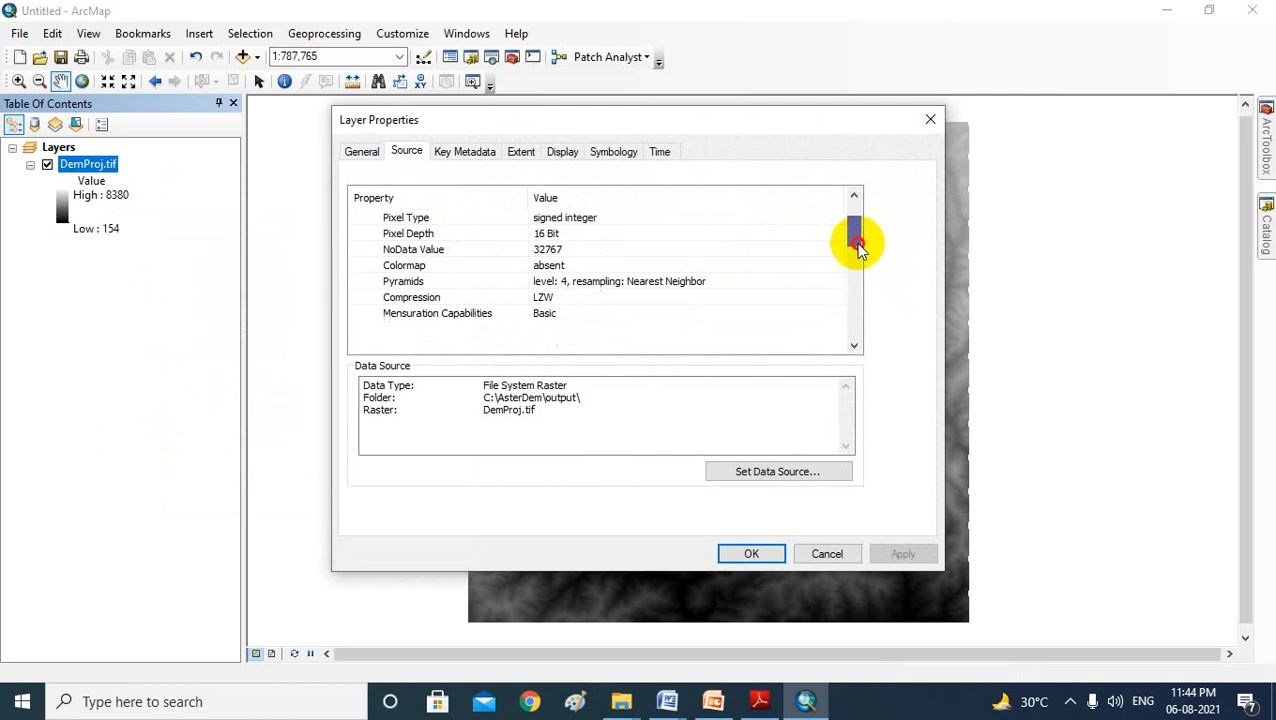 Untitled - ArcMap
File Edit View Bookmarks Insert Selection Geoprocessing Customize Windows Help
1:787,765 Patch Analyst
Table Of Contents
Layers
DemProj.tif
Value
High : 8380
Low : 154
Layer Properties
General Source Key Metadata Extent Display Symbology Time
Property Value
Pixel Type signed integer
Pixel Depth 16 Bit
NoData Value 32767
Colormap absent
Pyramids level: 4, resampling: Nearest Neighbor
Compression LZW
Mensuration Capabilities Basic
Data Source
Data Type: File System Raster
Folder: C:\AsterDem\output\
Raster: DemProj.tif
Set Data Source...
OK Cancel Apply
ArcToolbox
Catalog
Type here to search
30°C ENG 11:44 PM
06-08-2021
7